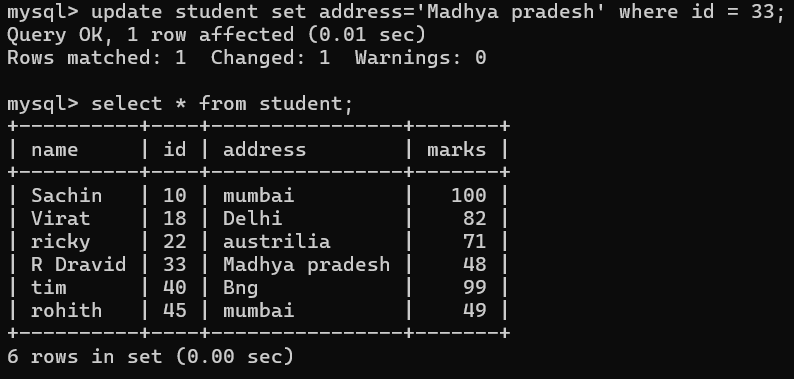 mysql> update student set address='Madhya pradesh' where id = 33;
Query OK, 1 row affected (0.01 sec)
Rows matched: 1  Changed: 1  Warnings: 0

mysql> select * from student;
+----------+----+----------------+-------+
| name     | id | address        | marks |
+----------+----+----------------+-------+
| Sachin   | 10 | mumbai         |   100 |
| Virat    | 18 | Delhi          |    82 |
| ricky    | 22 | austrilia      |    71 |
| R Dravid | 33 | Madhya pradesh |    48 |
| tim      | 40 | Bng            |    99 |
| rohith   | 45 | mumbai         |    49 |
+----------+----+----------------+-------+
6 rows in set (0.00 sec)